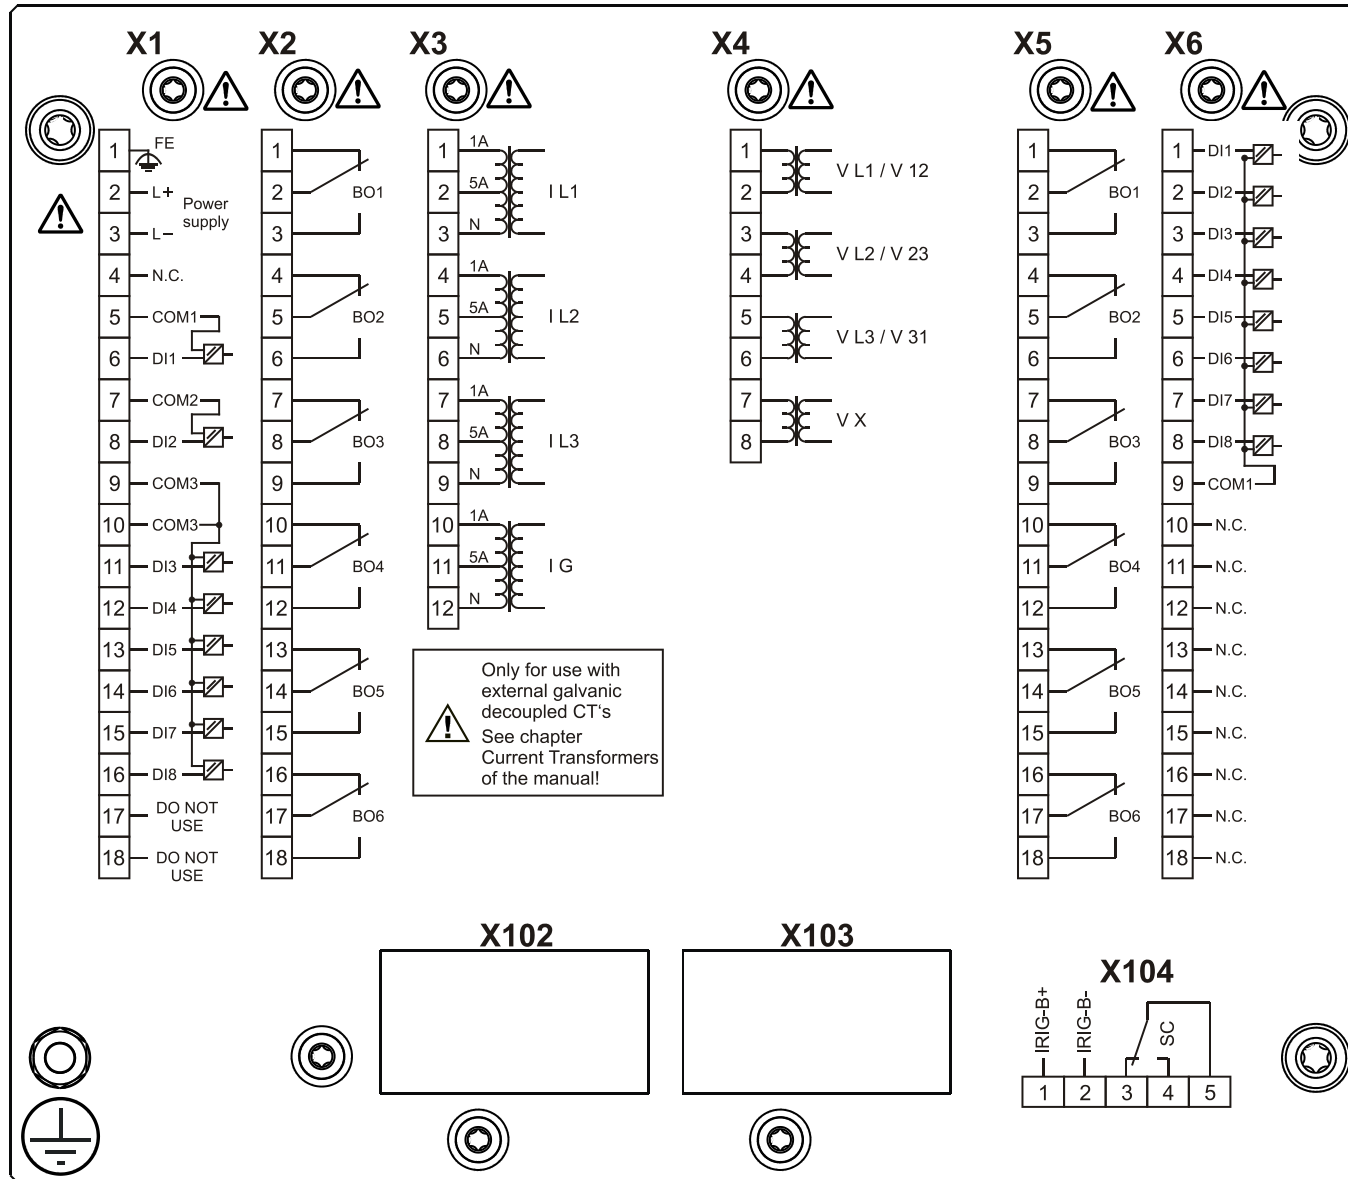 X1 X2 X3 X4 X5 X6
1 FE
2 L+
Power
supply
3 L−
4 N.C.
5 COM1
6 DI1
7 COM2
8 DI2
9 COM3
10 COM3
11 DI3
12 DI4
13 DI5
14 DI6
15 DI7
16 DI8
17 DO NOT
USE
18 DO NOT
USE
1
2 BO1
3
4
5 BO2
6
7
8 BO3
9
10
11 BO4
12
13
14 BO5
15
16
17 BO6
18
1 1A
2 5A I L1
3 N
4 1A
5 5A I L2
6 N
7 1A
8 5A I L3
9 N
10 1A
11 5A I G
12 N
Only for use with
external galvanic
decoupled CT‘s
See chapter
Current Transformers
of the manual!
1
V L1 / V 12
2
3
V L2 / V 23
4
5
V L3 / V 31
6
7
V X
8
1
2 BO1
3
4
5 BO2
6
7
8 BO3
9
10
11 BO4
12
13
14 BO5
15
16
17 BO6
18
1 DI1
2 DI2
3 DI3
4 DI4
5 DI5
6 DI6
7 DI7
8 DI8
9 COM1
10 N.C.
11 N.C.
12 N.C.
13 N.C.
14 N.C.
15 N.C.
16 N.C.
17 N.C.
18 N.C.
X102
X103
X104
IRIG-B+
IRIG-B-
SC
1 2 3 4 5